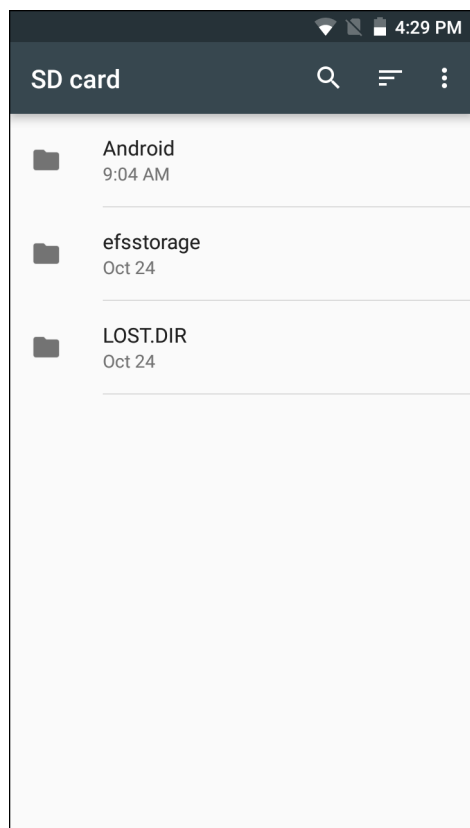 4:29 PM
SD card
Android
9:04 AM
efsstorage
Oct 24
LOST.DIR
Oct 24